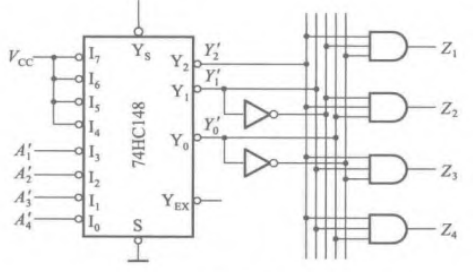 Y_S
V_CC
I_7
Y_2
Y'_2
Z_1
I_6
Y_1
Y'_1
I_5
I_4
Z_2
74HC148
A'_1
I_3
Y_0
Y'_0
A'_2
I_2
Z_3
A'_3
I_1
Y_EX
A'_4
I_0
S
Z_4